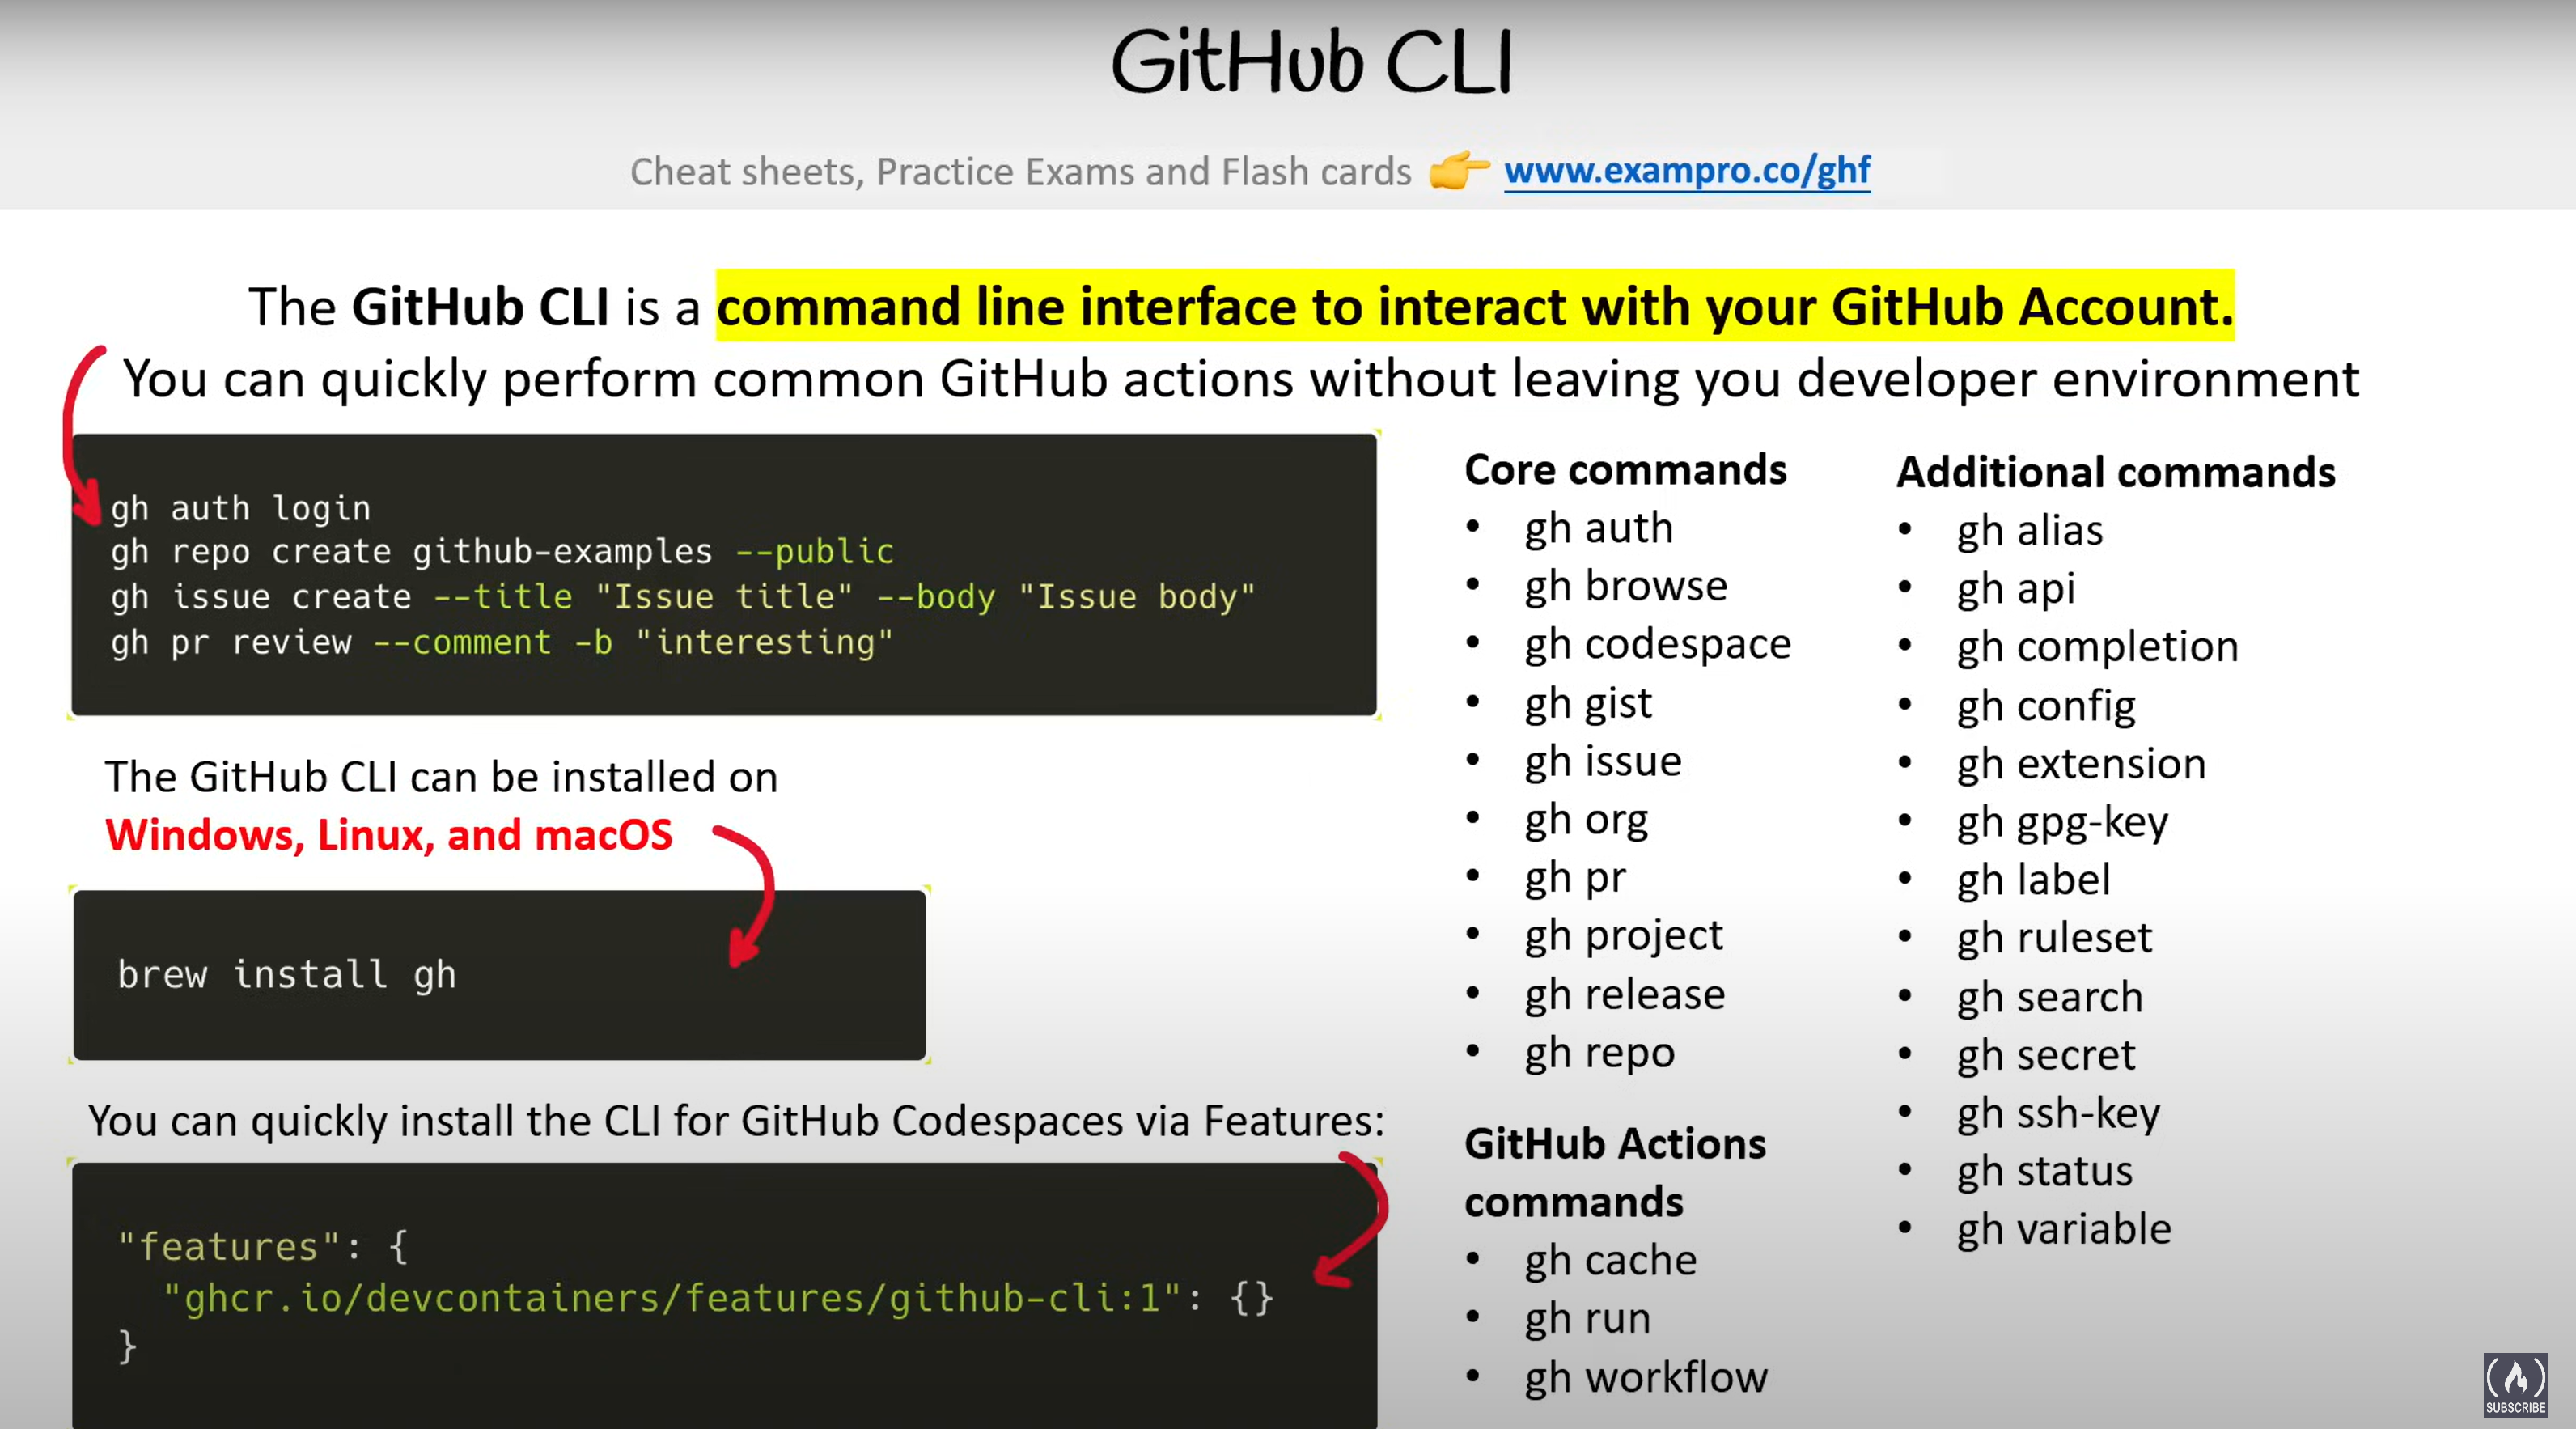 GitHub CLI
Cheat sheets, Practice Exams and Flash cards 👉 www.exampro.co/ghf
The GitHub CLI is a command line interface to interact with your GitHub Account.
You can quickly perform common GitHub actions without leaving you developer environment
gh auth login
gh repo create github-examples --public
gh issue create --title "Issue title" --body "Issue body"
gh pr review --comment -b "interesting"
The GitHub CLI can be installed on
Windows, Linux, and macOS
brew install gh
You can quickly install the CLI for GitHub Codespaces via Features:
"features": {
"ghcr.io/devcontainers/features/github-cli:1": {}
}
Core commands
• gh auth
• gh browse
• gh codespace
• gh gist
• gh issue
• gh org
• gh pr
• gh project
• gh release
• gh repo
GitHub Actions
commands
• gh cache
• gh run
• gh workflow
Additional commands
• gh alias
• gh api
• gh completion
• gh config
• gh extension
• gh gpg-key
• gh label
• gh ruleset
• gh search
• gh secret
• gh ssh-key
• gh status
• gh variable
SUBSCRIBE